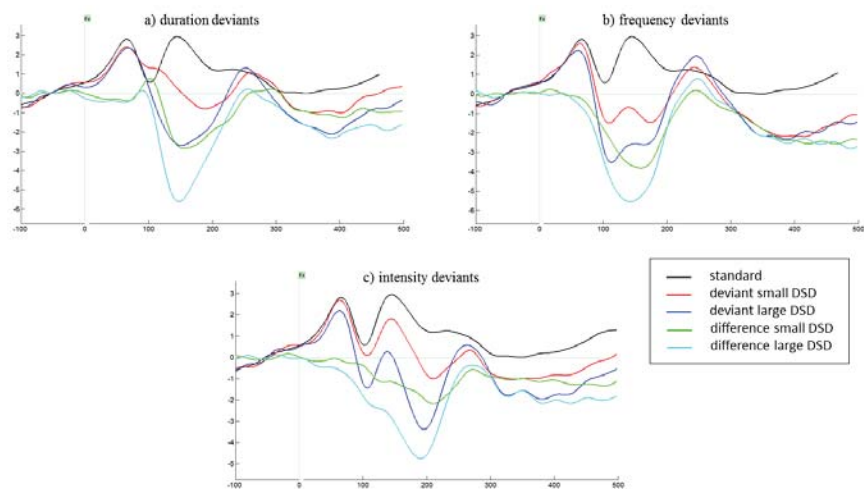 a) duration deviants
3
2
1
0
-1
-2
-3
-4
-5
-6
-100 0 100 200 300 400 500
b) frequency deviants
3
2
1
0
-1
-2
-3
-4
-5
-6
-100 0 100 200 300 400 500
c) intensity deviants
3
2
1
0
-1
-2
-3
-4
-5
-100 0 100 200 300 400 500
standard
deviant small DSD
deviant large DSD
difference small DSD
difference large DSD